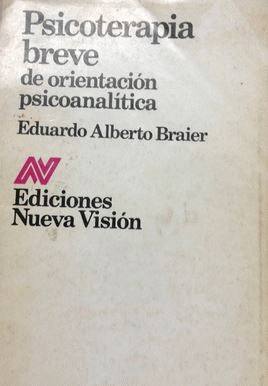 Psicoterapia
breve
de orientación
psicoanalítica
Eduardo Alberto Braier
Ediciones
Nueva Visión